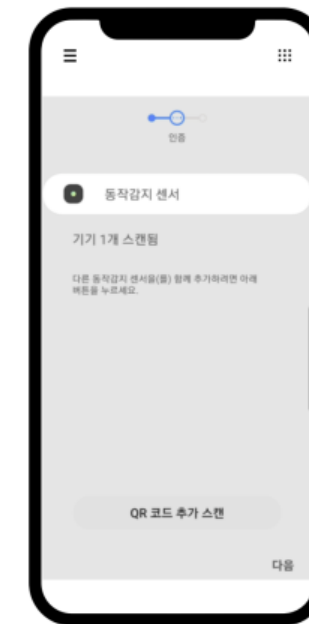 인증
동작감지 센서
기기 1개 스캔됨
다른 동작감지 센서을(를) 함께 추가하려면 아래
버튼을 누르세요.
QR 코드 추가 스캔
다음